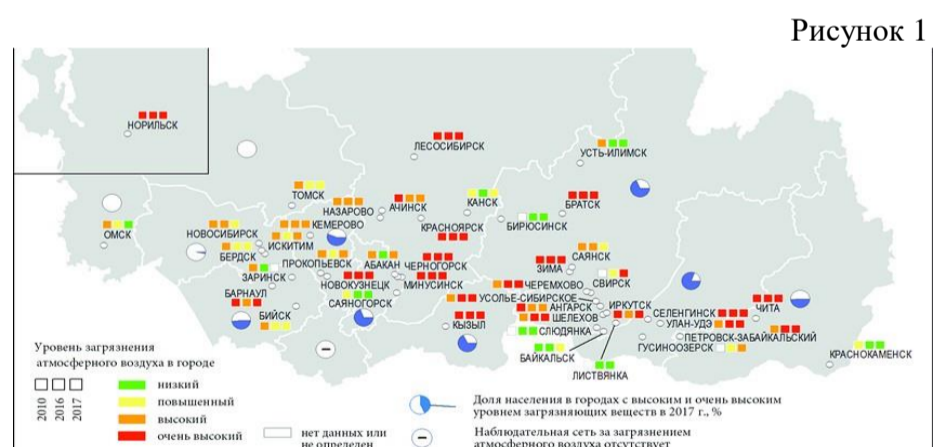 Рисунок 1
НОРИЛЬСК
ЛЕСОСИБИРСК
УСТЬ-ИЛИМСК
ТОМСК
НАЗАРОВО
АЧИНСК
КАНСК
БРАТСК
БИРЮСИНСК
ОМСК
НОВОСИБИРСК
КЕМЕРОВО
КРАСНОЯРСК
ИСКИТИМ
БЕРДСК
ПРОКОПЬЕВСК
АБАКАН
ЧЕРНОГОРСК
ЗИМА
САЯНСК
ЗАРИНСК
НОВОКУЗНЕЦК
МИНУСИНСК
ЧЕРЕМХОВО
СВИРСК
БАРНАУЛ
САЯНОГОРСК
УСОЛЬЕ-СИБИРСКОЕ
АНГАРСК
ИРКУТСК
СЕЛЕНГИНСК
ЧИТА
БИЙСК
КЫЗЫЛ
ШЕЛЕХОВ
УЛАН-УДЭ
СЛЮДЯНКА
ПЕТРОВСК-ЗАБАЙКАЛЬСКИЙ
ГУСИНООЗЕРСК
БАЙКАЛЬСК
КРАСНОКАМЕНСК
ЛИСТВЯНКА
Уровень загрязнения
атмосферного воздуха в городе
2010 2016 2017
низкий
повышенный
высокий
очень высокий
нет данных или
не определен
Доля населения в городах с высоким и очень высоким
уровнем загрязняющих веществ в 2017 г., %
Наблюдательная сеть за загрязнением
атмосферного воздуха отсутствует